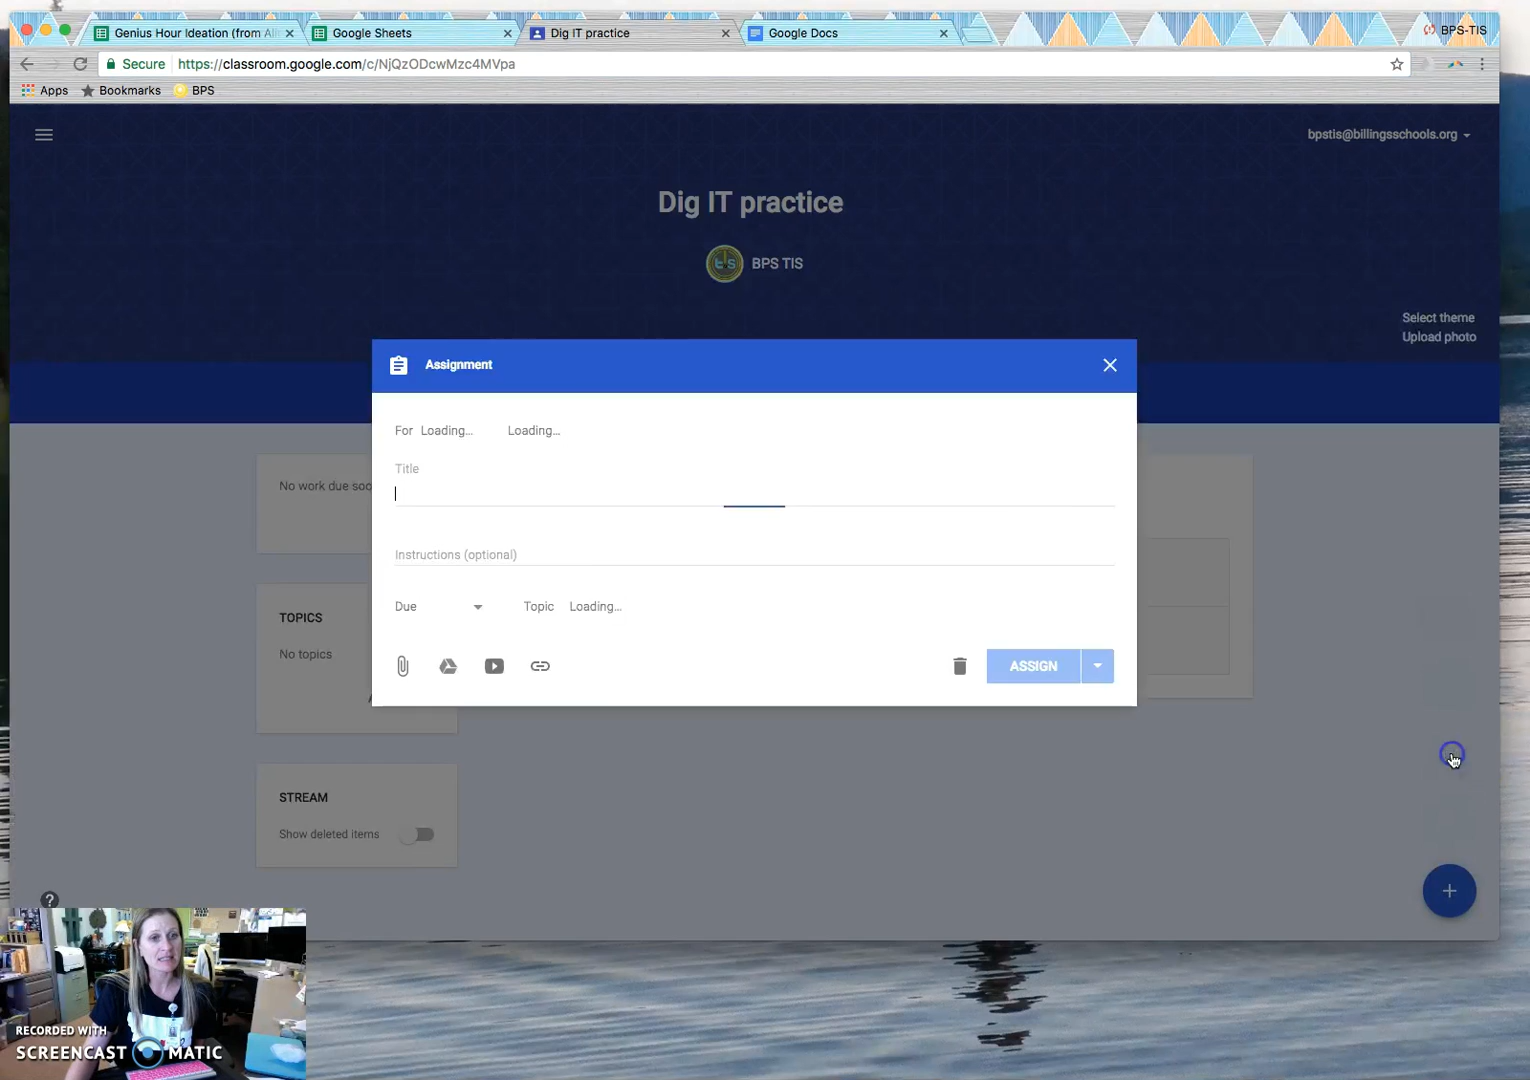 Genius Hour Ideation (from Al
Google Sheets
Dig IT practice
Google Docs
BPS-TIS
Secure
https://classroom.google.com/c/NjQzODcwMzc4MVpa
Apps
Bookmarks
BPS
bpstis@billingsschools.org
Dig IT practice
BPS TIS
Select theme
Upload photo
Assignment
For Loading... Loading...
Title
No work due soo
Instructions (optional)
Due
Topic Loading...
TOPICS
No topics
ASSIGN
STREAM
Show deleted items
?
RECORDED WITH
SCREENCAST MATIC